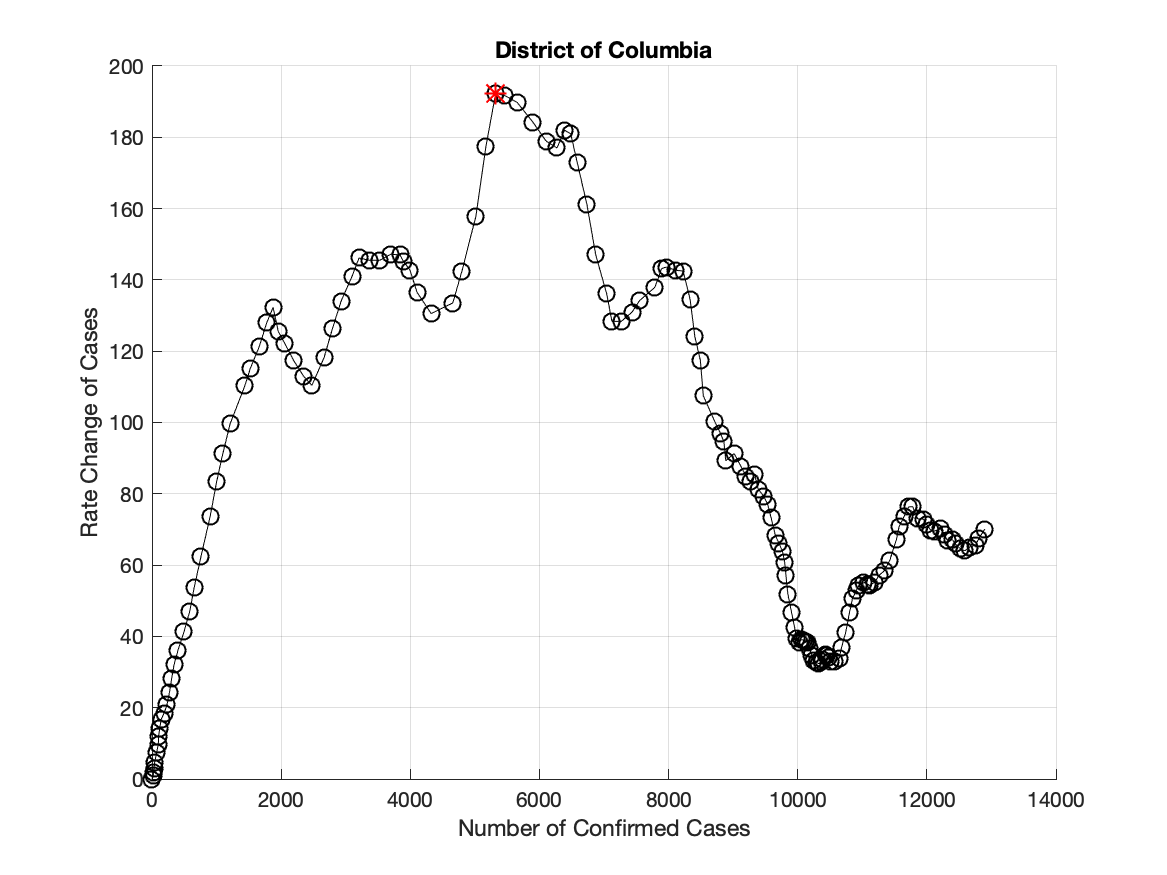 District of Columbia
200
180
160
140
120
100
80
60
40
20
0
Rate Change of Cases
0 2000 4000 6000 8000 10000 12000 14000
Number of Confirmed Cases